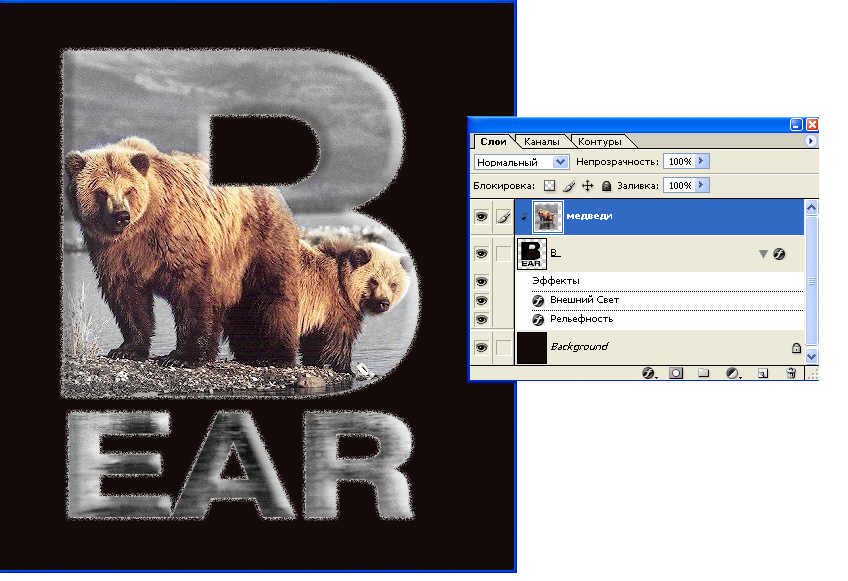 B
EAR
Слои Каналы Контуры
Нормальный Непрозрачность: 100%
Блокировка: Заливка: 100%
медведи
B
EAR
B
Эффекты
Внешний Свет
Рельефность
Background